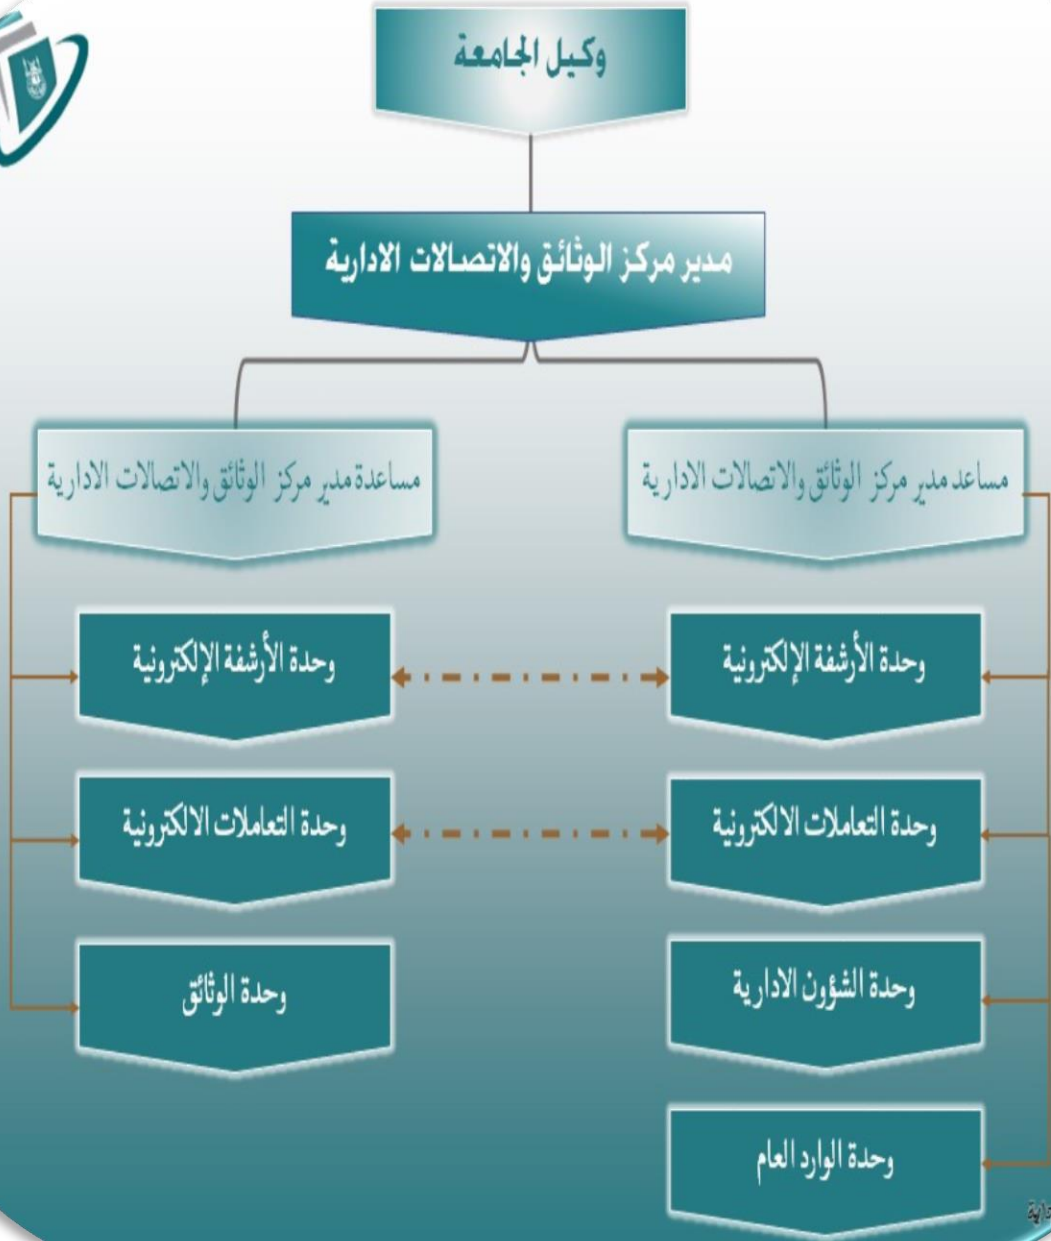 وكيل الجامعة
مدير مركز الوثائق والاتصالات الادارية
مساعد مدير مركز الوثائق والاتصالات الادارية
مساعدة مدير مركز الوثائق والاتصالات الادارية
وحدة الأرشفة الإلكترونية
وحدة الأرشفة الإلكترونية
وحدة التعاملات الالكترونية
وحدة التعاملات الالكترونية
وحدة الشؤون الادارية
وحدة الوثائق
وحدة الوارد العام